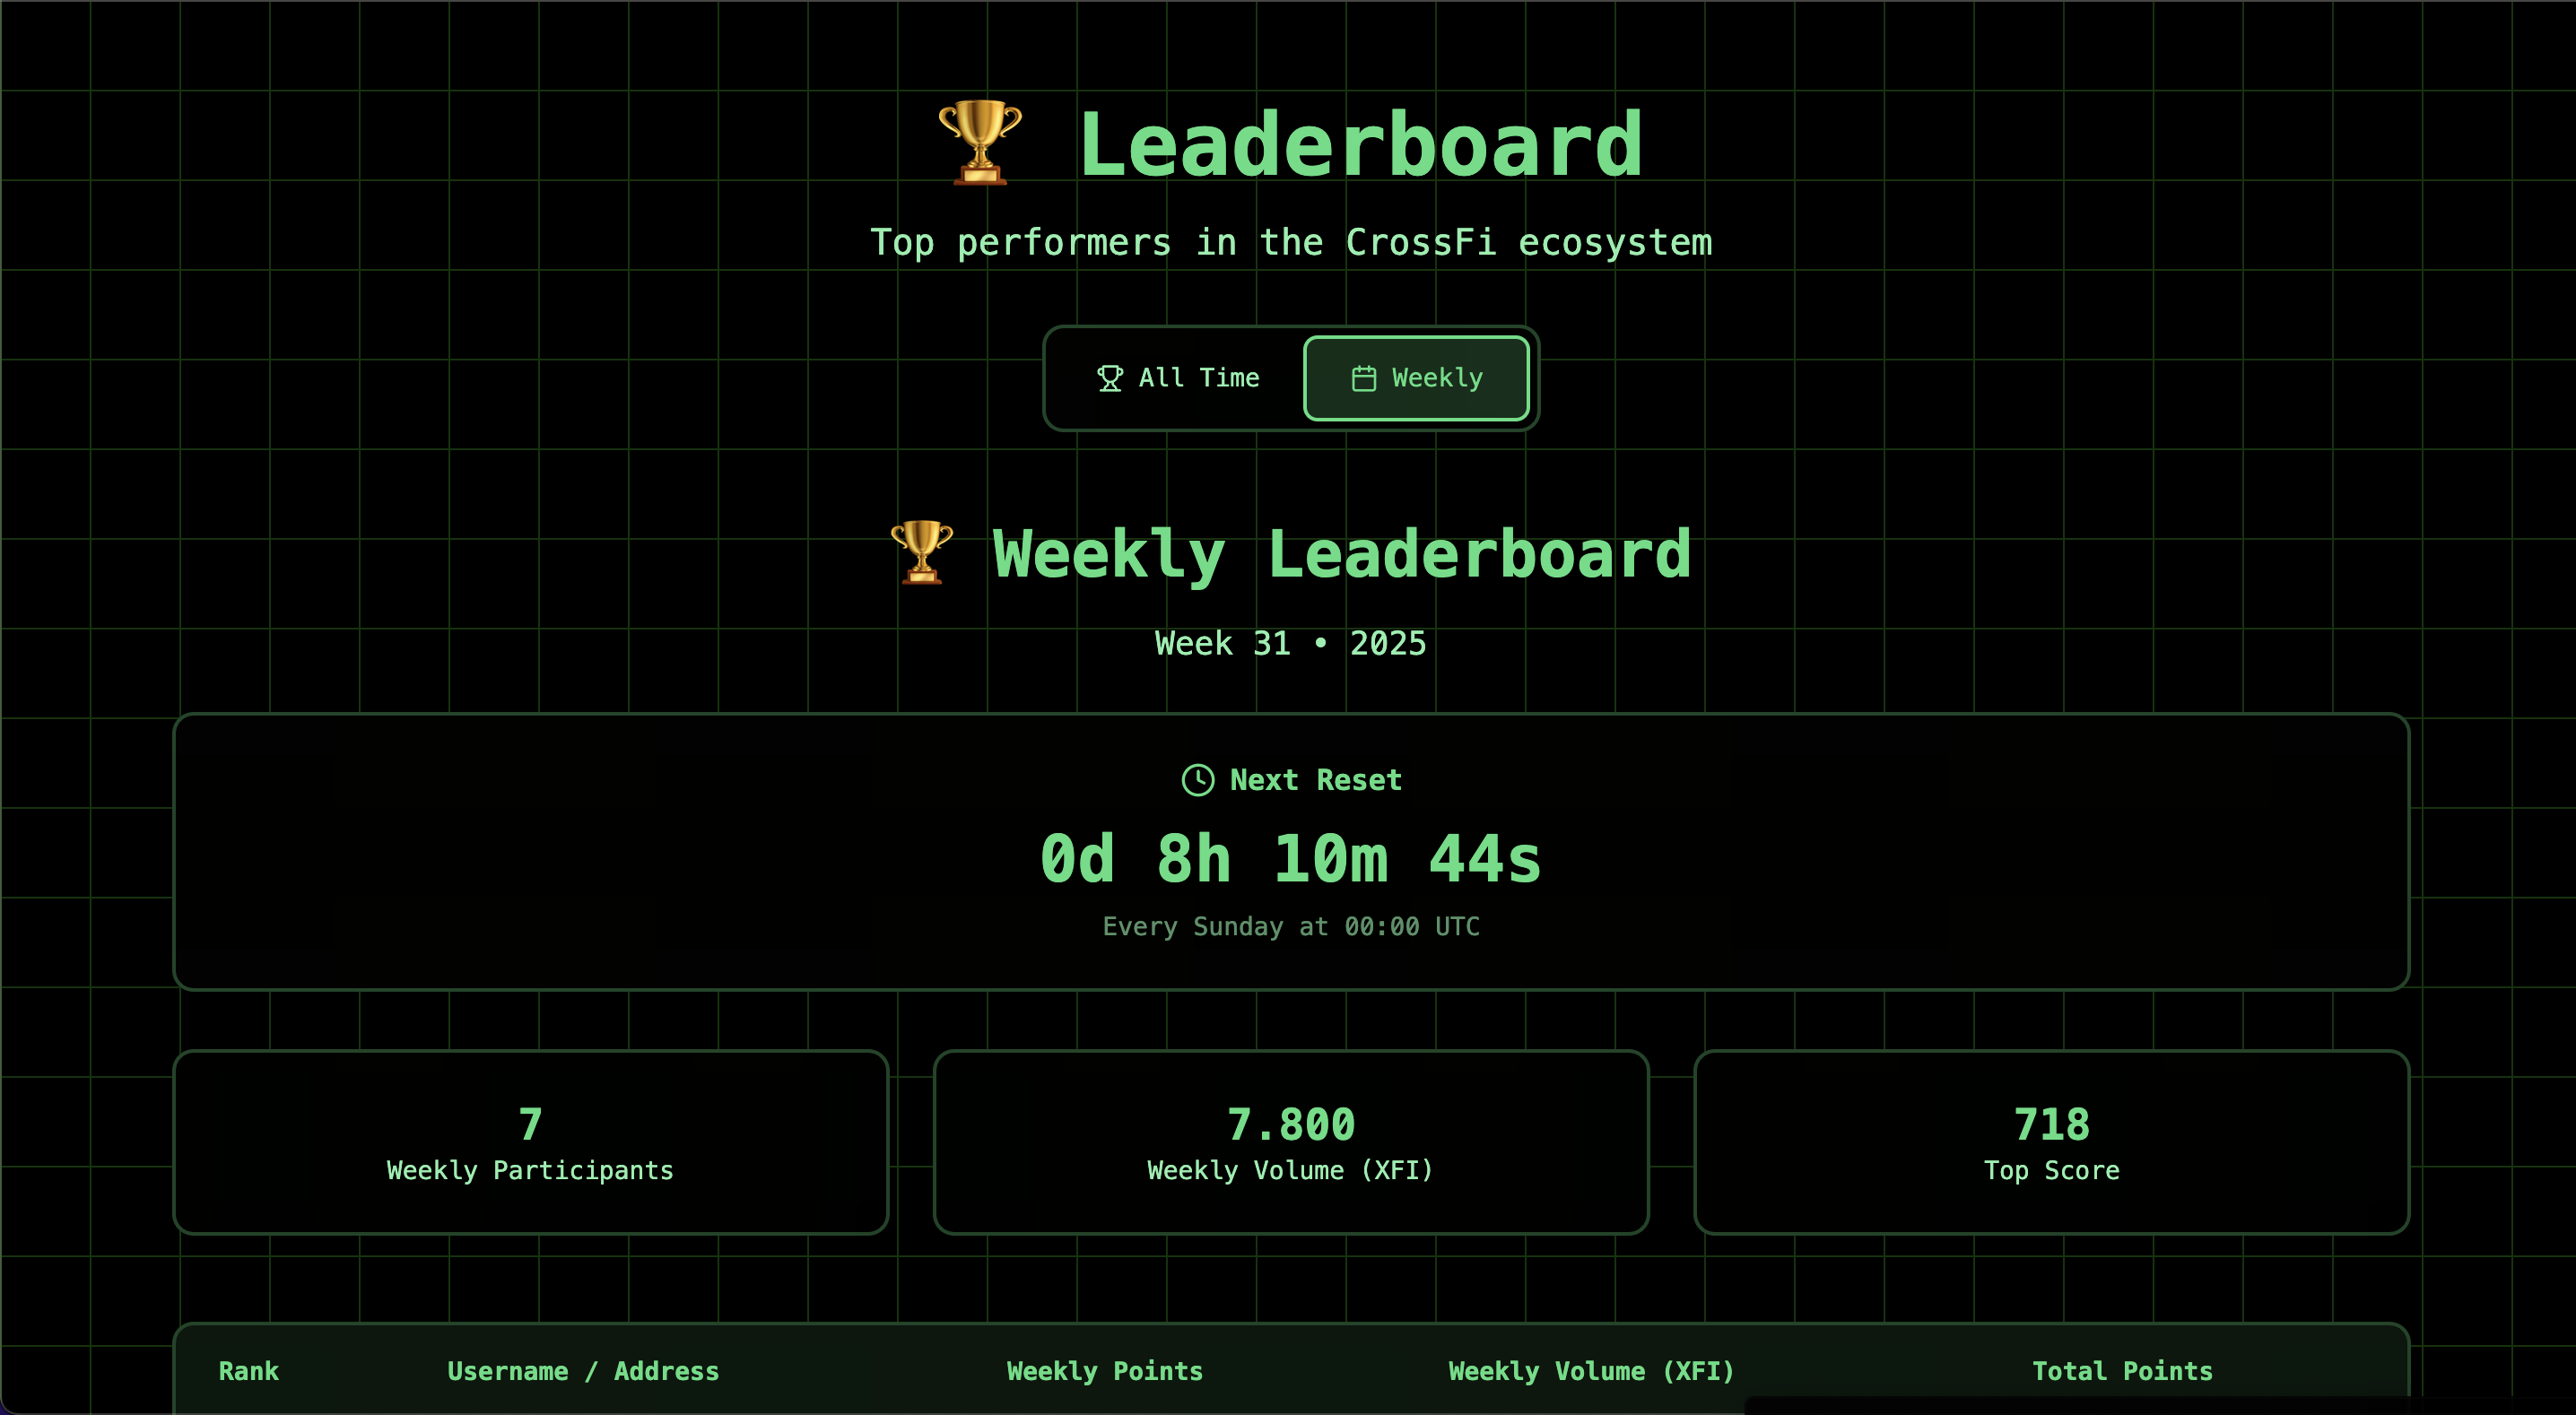 🏆 Leaderboard
Top performers in the CrossFi ecosystem
All Time
Weekly
🏆 Weekly Leaderboard
Week 31 • 2025
Next Reset
0d 8h 10m 44s
Every Sunday at 00:00 UTC
7
Weekly Participants
7.800
Weekly Volume (XFI)
718
Top Score
Rank Username / Address Weekly Points Weekly Volume (XFI) Total Points